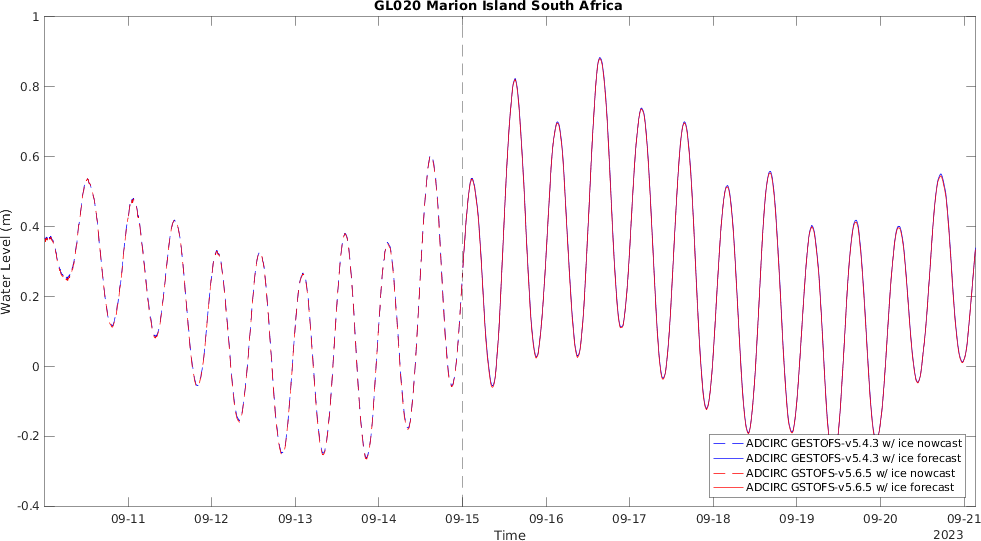 GL020 Marion Island South Africa
1
0.8
0.6
0.4
0.2
0
-0.2
-0.4
Water Level (m)
ADCIRC GESTOFS-v5.4.3 w/ ice nowcast
ADCIRC GESTOFS-v5.4.3 w/ ice forecast
ADCIRC GSTOFS-v5.6.5 w/ ice nowcast
ADCIRC GSTOFS-v5.6.5 w/ ice forecast
09-11 09-12 09-13 09-14 09-15 09-16 09-17 09-18 09-19 09-20 09-21
Time
2023